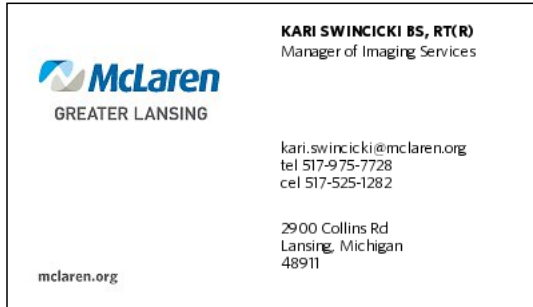 KARI SWINCICKI BS, RT(R)
Manager of Imaging Services
McLaren
GREATER LANSING
kari.swincicki@mclaren.org
tel 517-975-7728
cel 517-525-1282
2900 Collins Rd
Lansing, Michigan
48911
mclaren.org